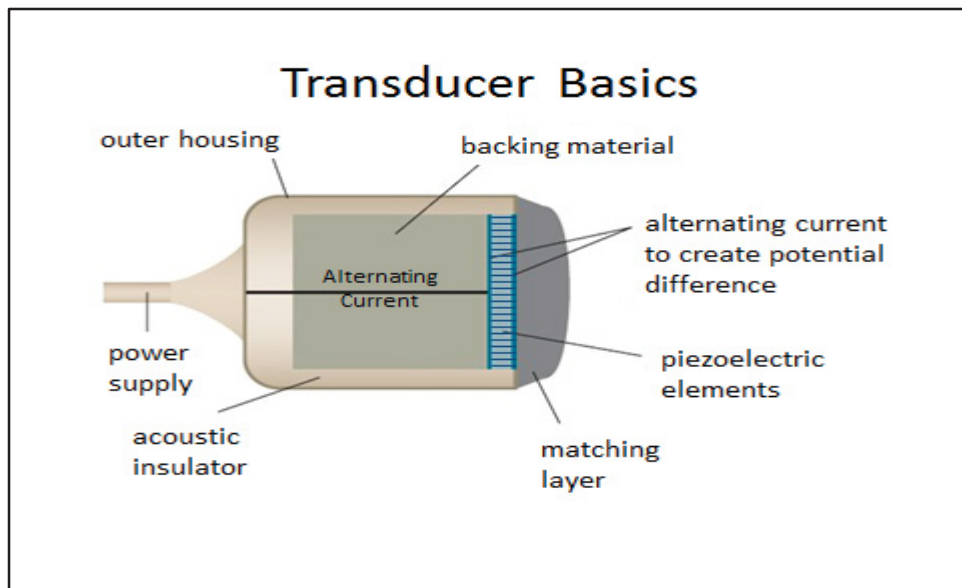 Transducer Basics
outer housing
backing material
alternating current
to create potential
difference
Alternating
Current
power
supply
piezoelectric
elements
acoustic
insulator
matching
layer